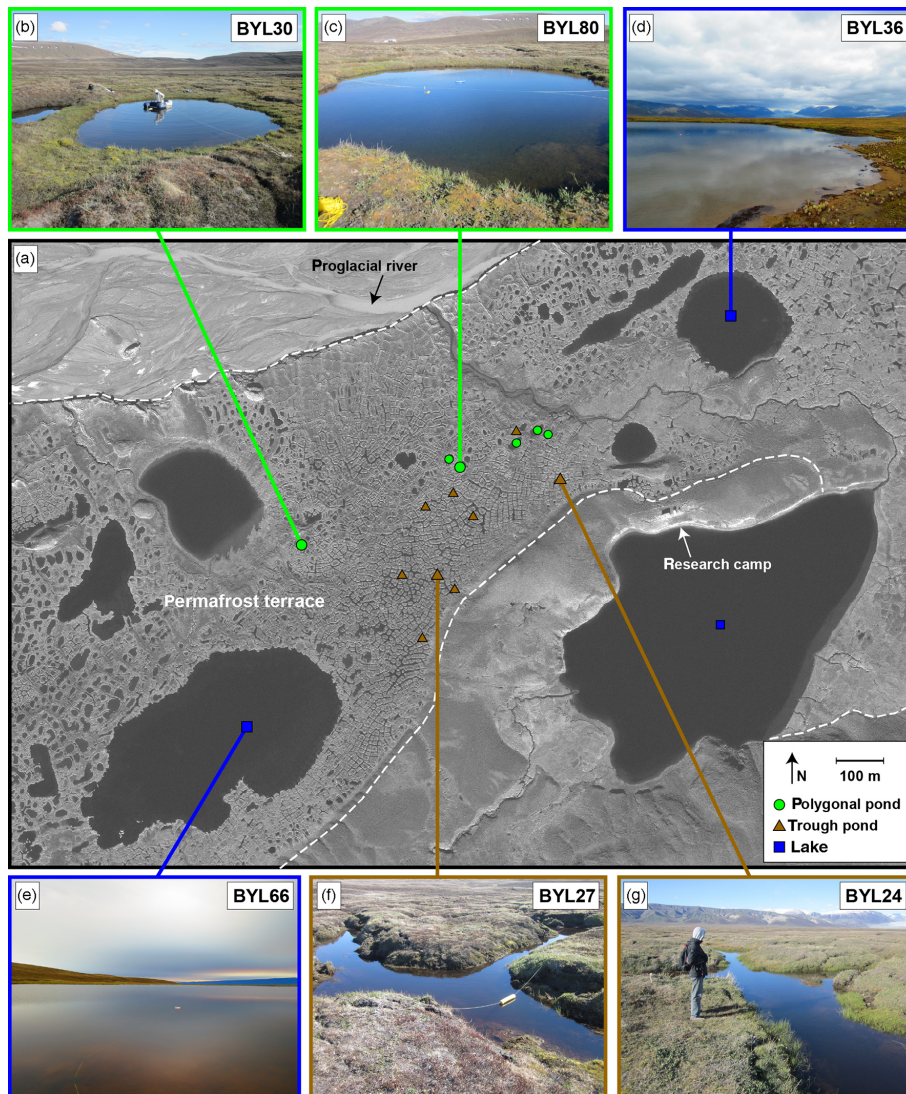 (b)
BYL30
(c)
BYL80
(d)
BYL36
(a)
Proglacial river
Research camp
Permafrost terrace
N
100 m
Polygonal pond
Trough pond
Lake
(e)
BYL66
(f)
BYL27
(g)
BYL24